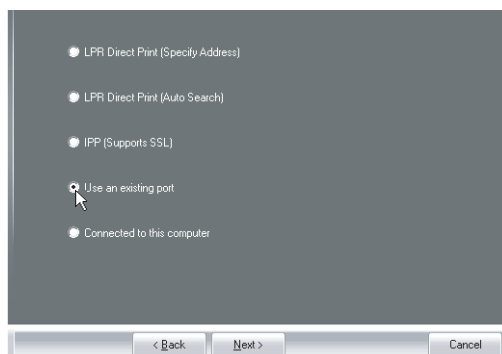 LPR Direct Print (Specify Address)
LPR Direct Print (Auto Search)
IPP (Supports SSL)
Use an existing port
Connected to this computer
< Back Next > Cancel